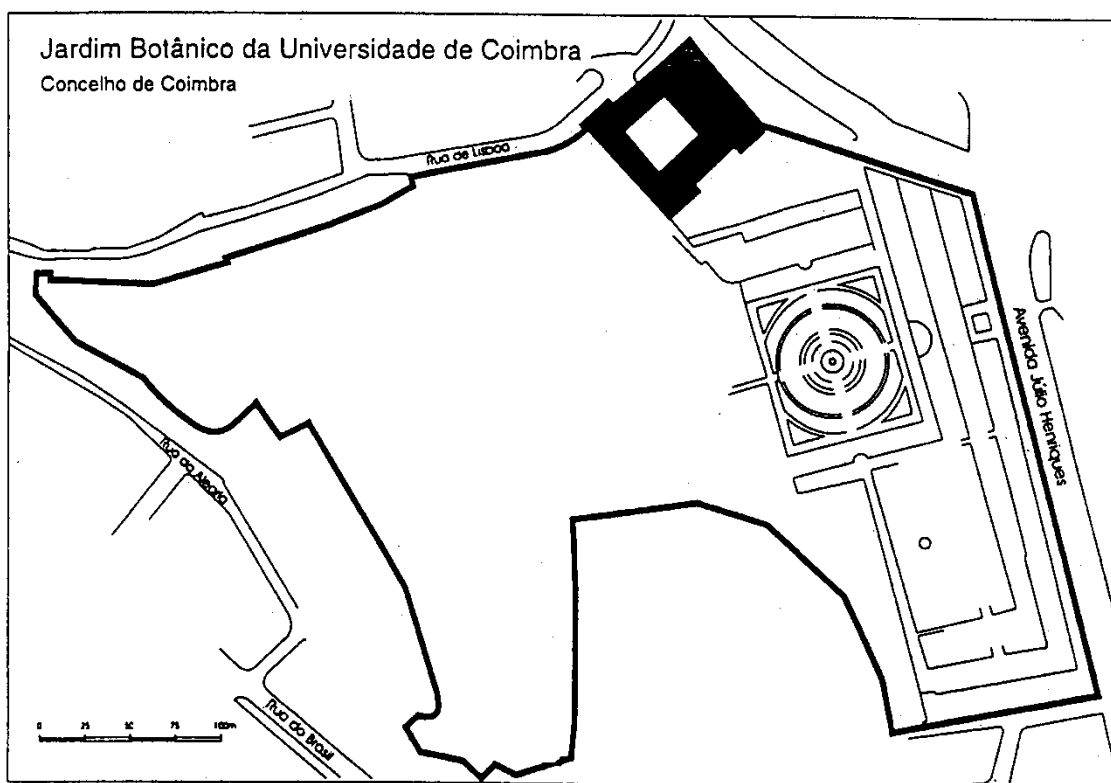 Jardim Botânico da Universidade de Coimbra
Concelho de Coimbra
Rua de Lisboa
Avenida Júlio Henriques
Rua da Alegria
Rua do Brasil
0 25 50 75 100m